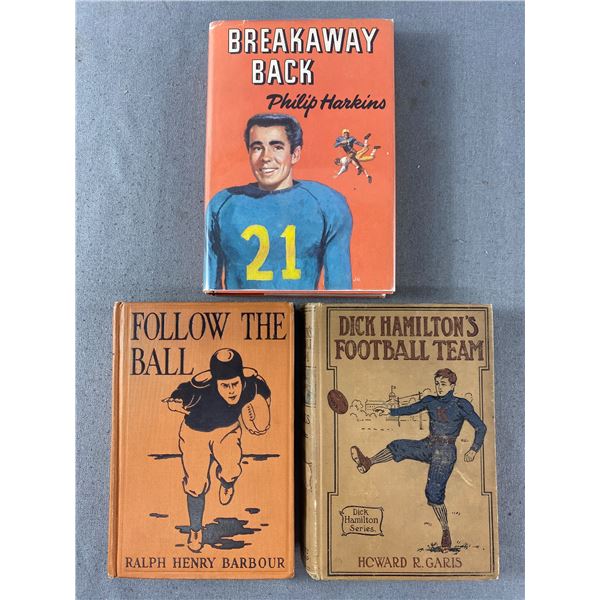 BREAKAWAY
BACK
Philip Harkins
21
FOLLOW THE
BALL
RALPH HENRY BARBOUR
DICK HAMILTON'S
FOOTBALL TEAM
K
Dick
Hamilton
Series.
HOWARD R. GARIS